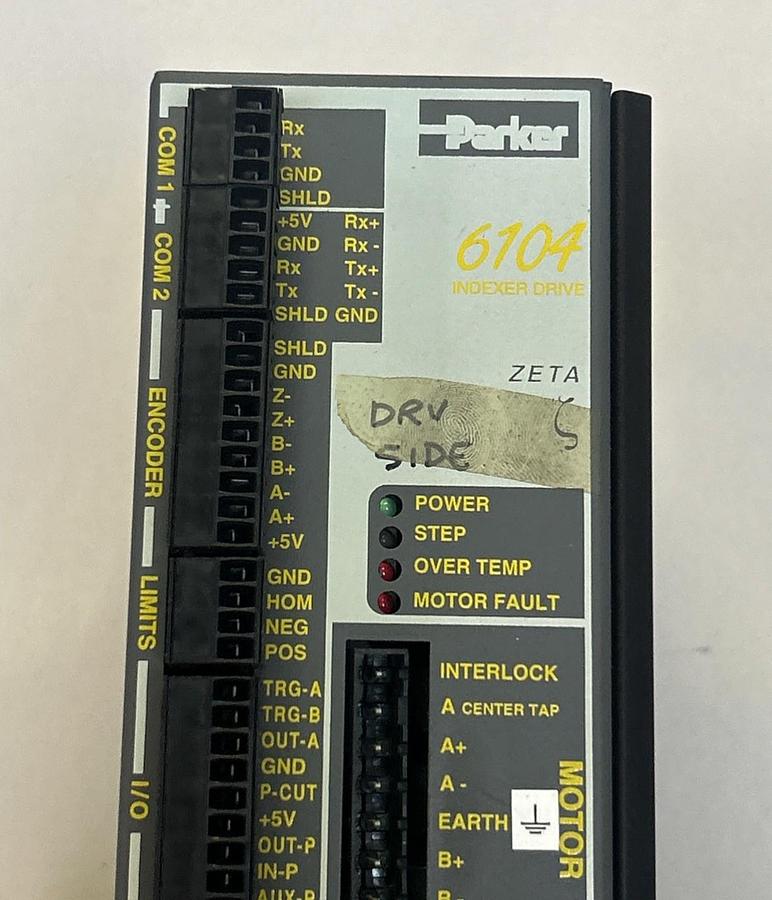 Parker
6104
INDEXER DRIVE
ZETA
ζ
DRV
SIDE
COM 1
Rx
Tx
GND
SHLD
COM 2
+5V Rx+
GND Rx -
Rx Tx+
Tx Tx -
SHLD GND
ENCODER
SHLD
GND
Z-
Z+
B-
B+
A-
A+
+5V
LIMITS
GND
HOM
NEG
POS
I/O
TRG-A
TRG-B
OUT-A
GND
P-CUT
+5V
OUT-P
IN-P
AUX-P
POWER
STEP
OVER TEMP
MOTOR FAULT
MOTOR
INTERLOCK
A CENTER TAP
A+
A -
EARTH
B+
B-